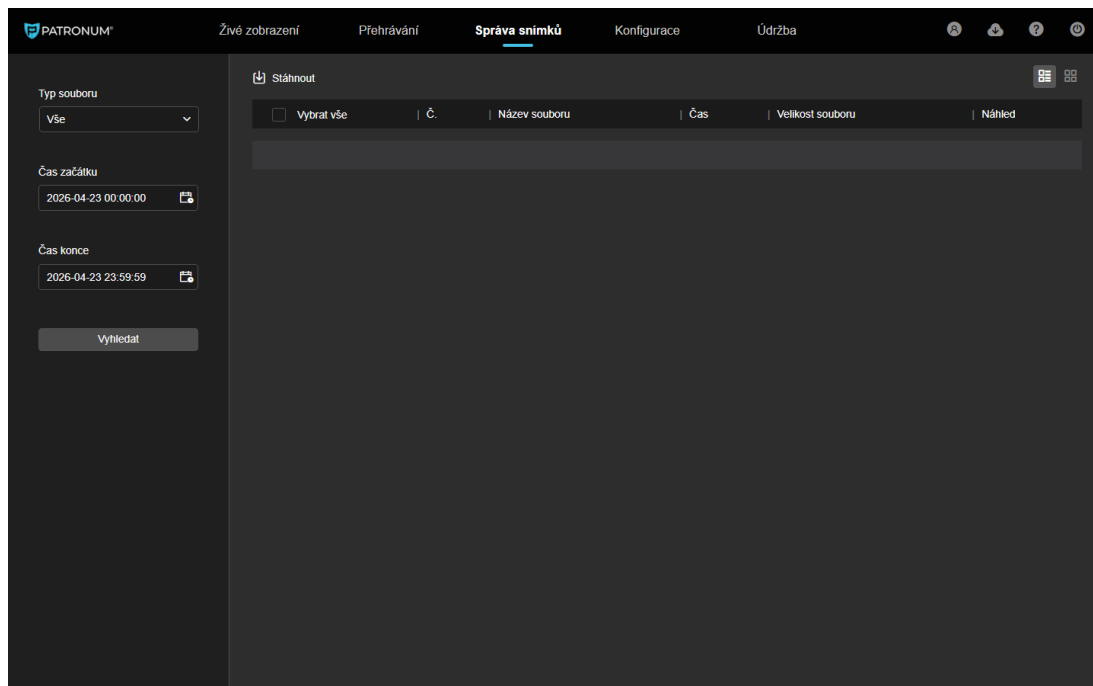 PATRONUM®
Živé zobrazení
Přehrávání
Správa snímků
Konfigurace
Údržba
Typ souboru
Vše
Čas začátku
2026-04-23 00:00:00
Čas konce
2026-04-23 23:59:59
Vyhledat
Stáhnout
Vybrat vše | Č. | Název souboru | Čas | Velikost souboru | Náhled